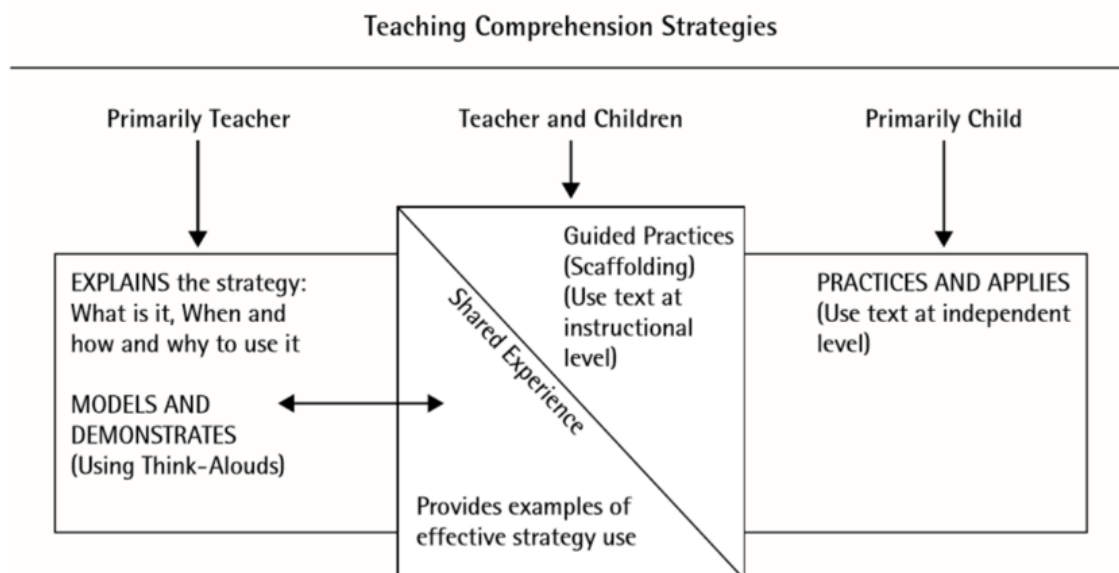 Teaching Comprehension Strategies
Primarily Teacher
Teacher and Children
Primarily Child
EXPLAINS the strategy:
What is it, When and
how and why to use it
MODELS AND
DEMONSTRATES
(Using Think-Alouds)
Guided Practices
(Scaffolding)
(Use text at
instructional
level)
Shared Experience
Provides examples of
effective strategy use
PRACTICES AND APPLIES
(Use text at independent
level)